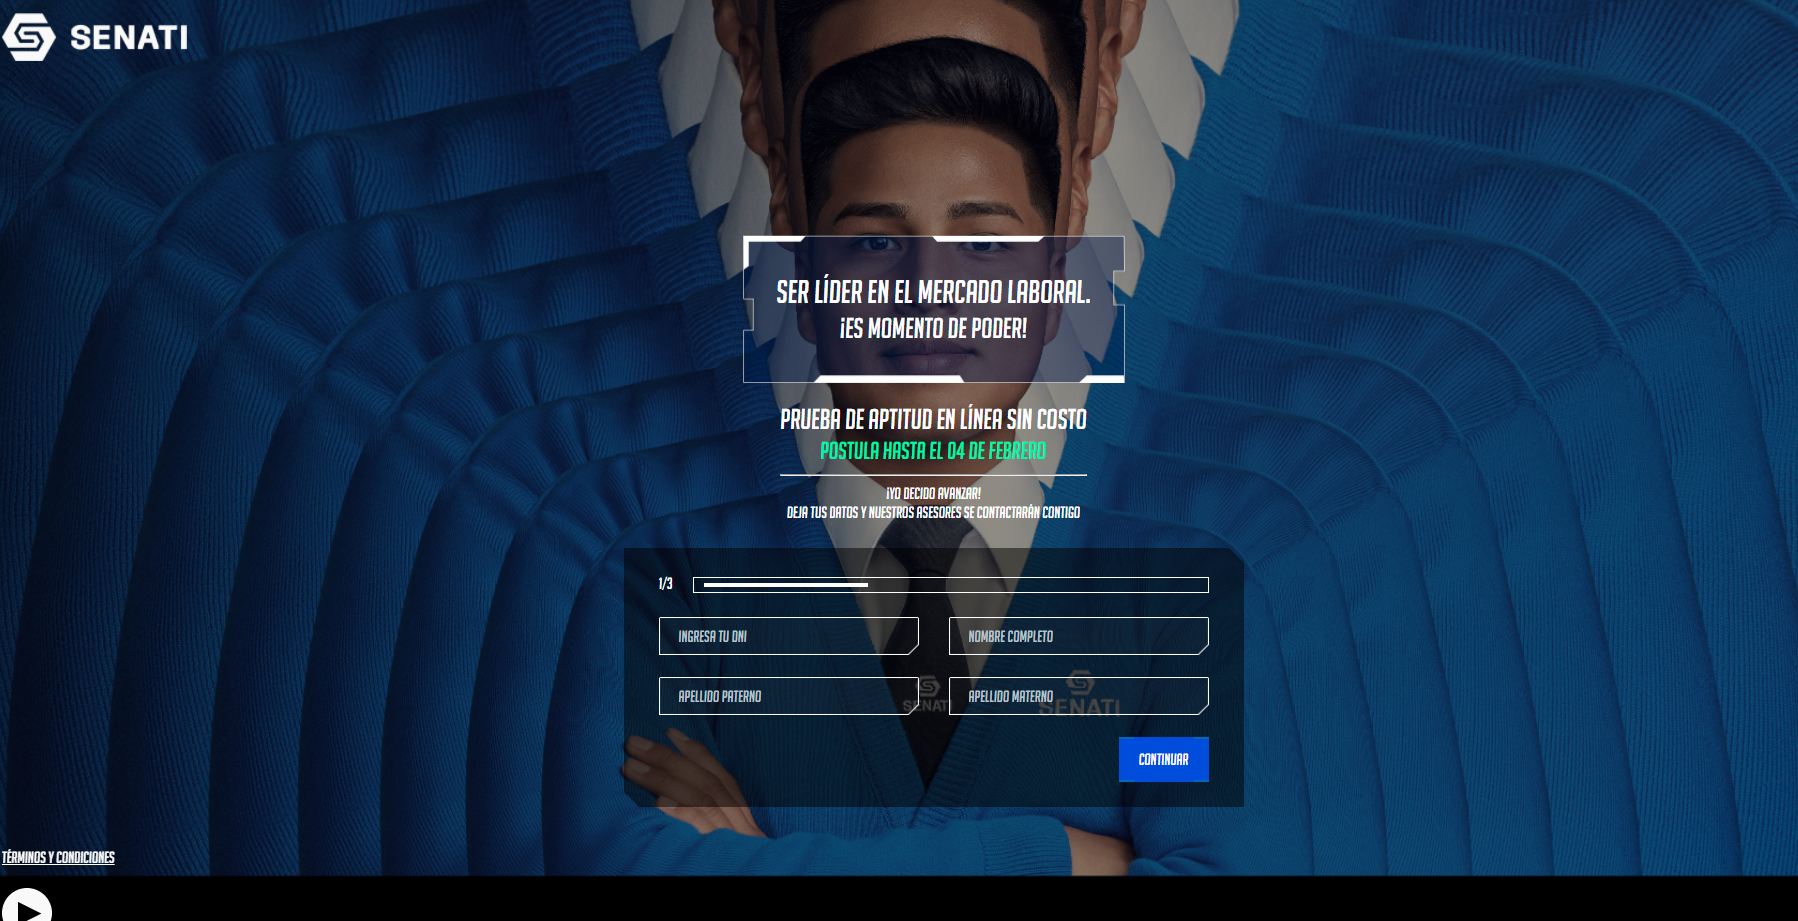 SENATI
SER LÍDER EN EL MERCADO LABORAL.
¡ES MOMENTO DE PODER!
PRUEBA DE APTITUD EN LÍNEA SIN COSTO
POSTULA HASTA EL 04 DE FEBRERO
¡YO DECIDO AVANZAR!
DEJA TUS DATOS Y NUESTROS ASESORES SE CONTACTARÁN CONTIGO
1/3
INGRESA TU DNI
NOMBRE COMPLETO
APELLIDO PATERNO
APELLIDO MATERNO
SENATI
SENATI
CONTINUAR
TÉRMINOS Y CONDICIONES